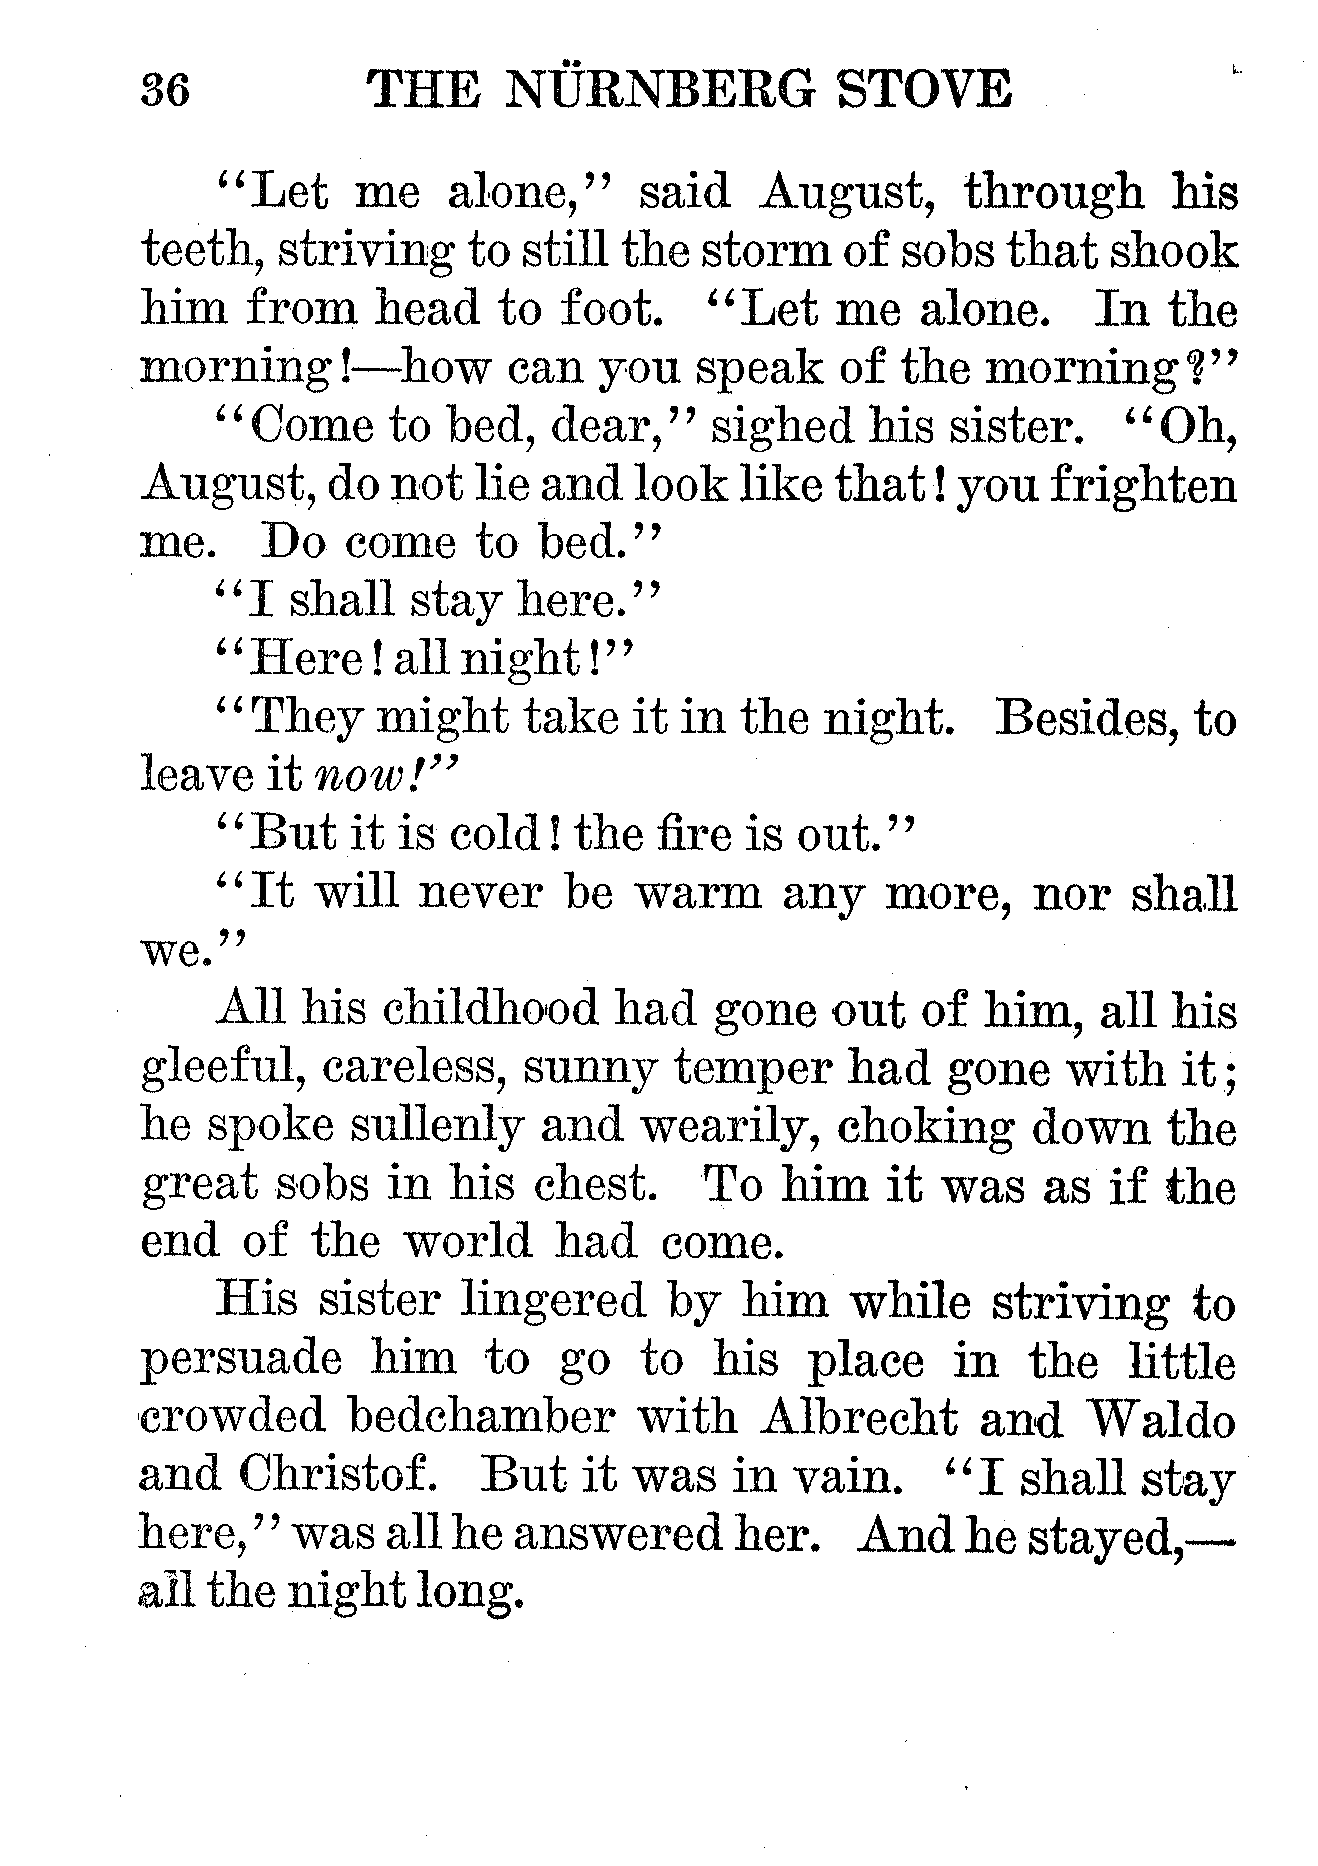 36 THE NÜRNBERG STOVE
"Let me alone," said August, through his
teeth, striving to still the storm of sobs that shook
him from head to foot. "Let me alone. In the
morning!—how can you speak of the morning?"
"Come to bed, dear," sighed his sister. "Oh,
August, do not lie and look like that! you frighten
me. Do come to bed."
"I shall stay here."
"Here! all night!"
"They might take it in the night. Besides, to
leave it now!"
"But it is cold! the fire is out."
"It will never be warm any more, nor shall
we."
All his childhood had gone out of him, all his
gleeful, careless, sunny temper had gone with it;
he spoke sullenly and wearily, choking down the
great sobs in his chest. To him it was as if the
end of the world had come.
His sister lingered by him while striving to
persuade him to go to his place in the little
crowded bedchamber with Albrecht and Waldo
and Christof. But it was in vain. "I shall stay
here," was all he answered her. And he stayed,—
all the night long.